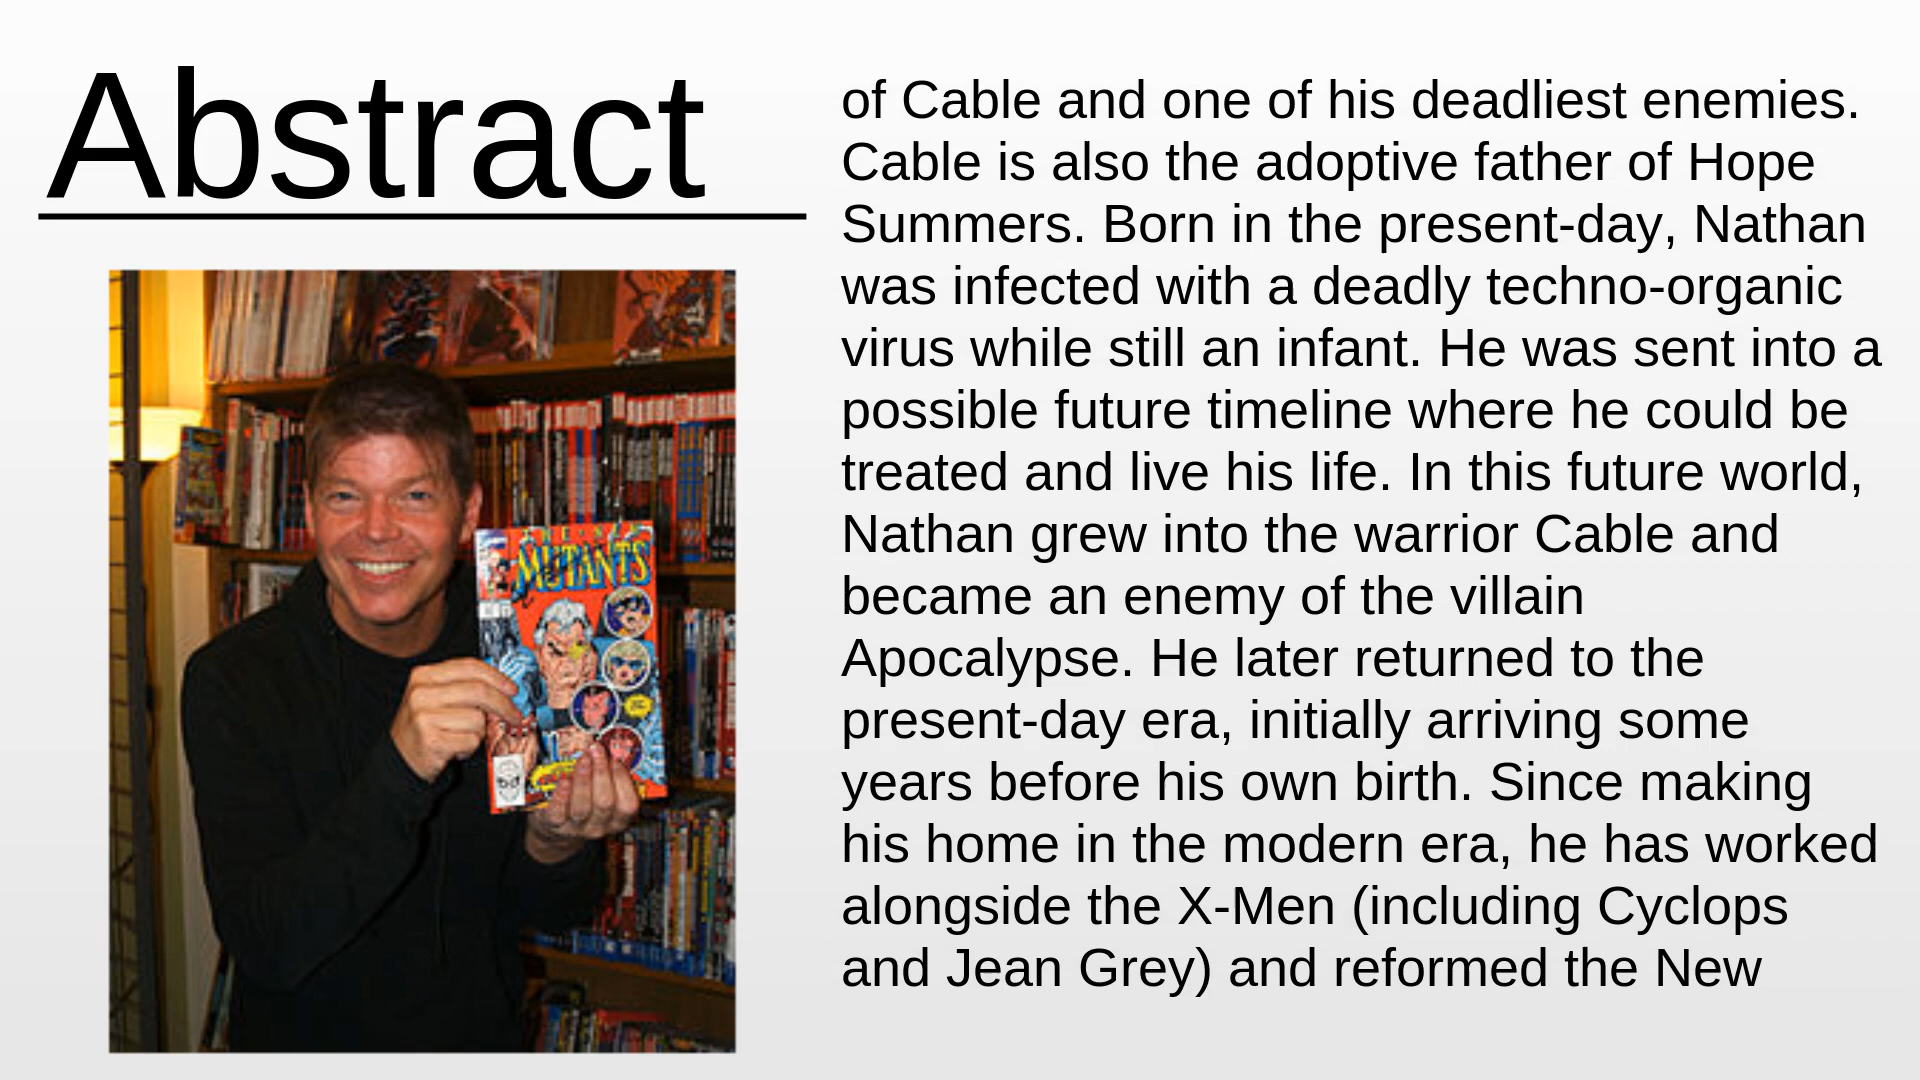 Abstract
of Cable and one of his deadliest enemies.
Cable is also the adoptive father of Hope
Summers. Born in the present-day, Nathan
was infected with a deadly techno-organic
virus while still an infant. He was sent into a
possible future timeline where he could be
treated and live his life. In this future world,
Nathan grew into the warrior Cable and
became an enemy of the villain
Apocalypse. He later returned to the
present-day era, initially arriving some
years before his own birth. Since making
his home in the modern era, he has worked
alongside the X-Men (including Cyclops
and Jean Grey) and reformed the New
MUTANTS